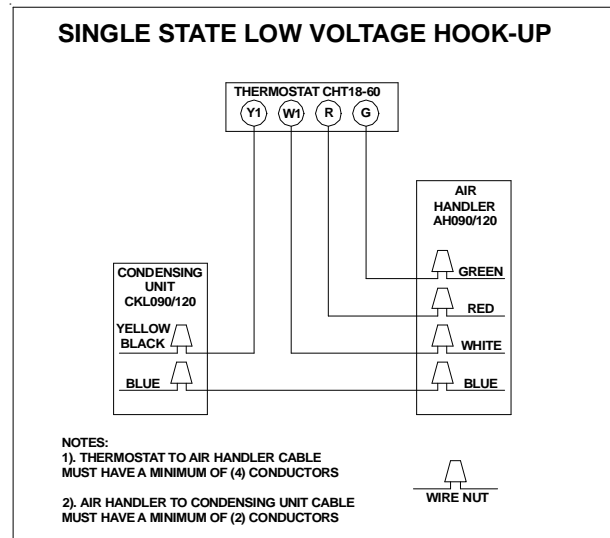 SINGLE STATE LOW VOLTAGE HOOK-UP
THERMOSTAT CHT18-60
Y1 W1 R G
AIR
HANDLER
AH090/120
GREEN
RED
WHITE
BLUE
CONDENSING
UNIT
CKL090/120
YELLOW
BLACK
BLUE
NOTES:
1). THERMOSTAT TO AIR HANDLER CABLE
MUST HAVE A MINIMUM OF (4) CONDUCTORS
2). AIR HANDLER TO CONDENSING UNIT CABLE
MUST HAVE A MINIMUM OF (2) CONDUCTORS
WIRE NUT